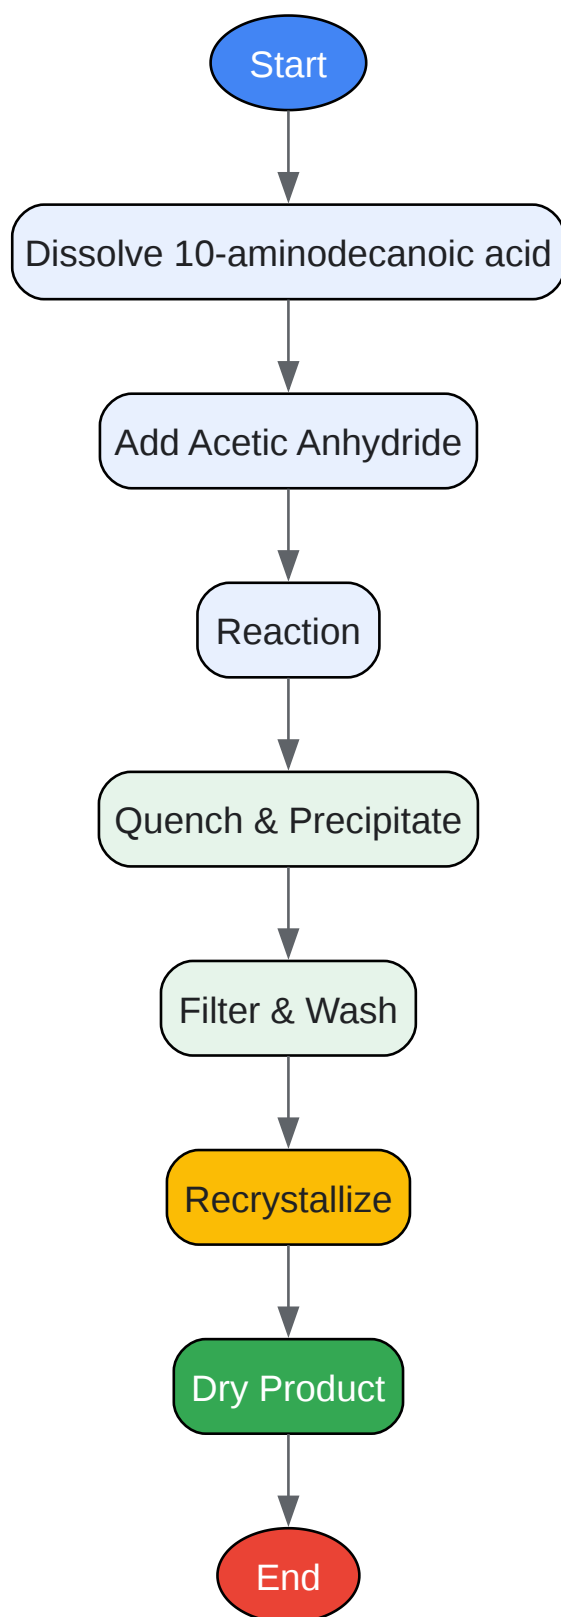 Start
Dissolve 10-aminodecanoic acid
Add Acetic Anhydride
Reaction
Quench & Precipitate
Filter & Wash
Recrystallize
Dry Product
End